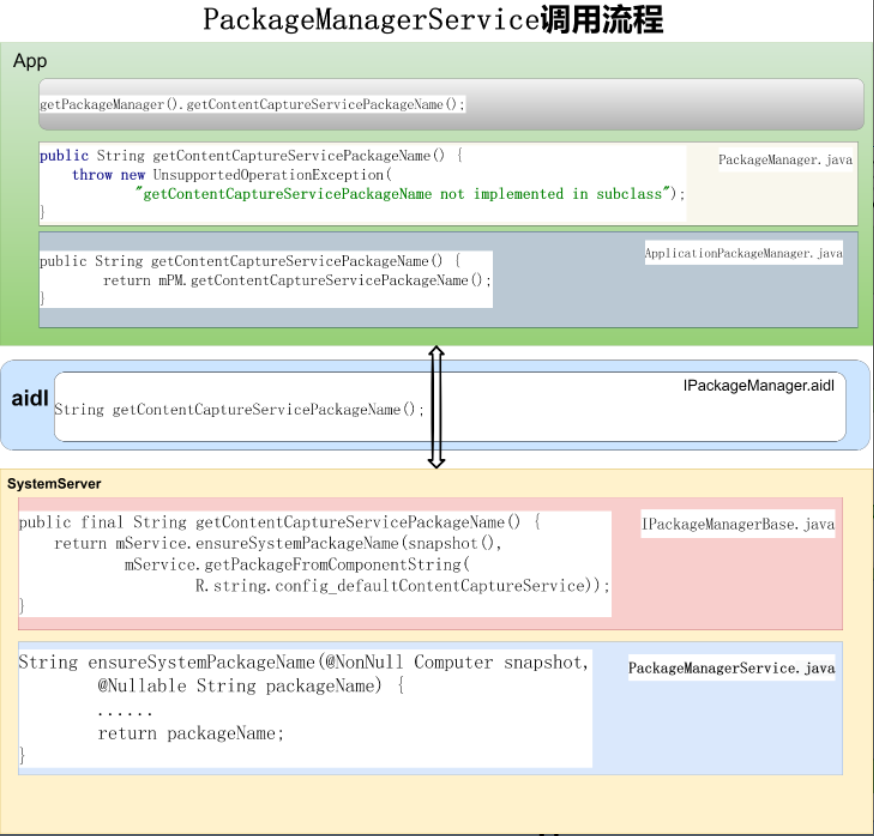 PackageManagerService调用流程
App
getPackageManager().getContentCaptureServicePackageName();
public String getContentCaptureServicePackageName() {
PackageManager.java
throw new UnsupportedOperationException(
"getContentCaptureServicePackageName not implemented in subclass");
}
ApplicationPackageManager.java
public String getContentCaptureServicePackageName() {
return mPM.getContentCaptureServicePackageName();
}
IPackageManager.aidl
aidl
String getContentCaptureServicePackageName();
SystemServer
public final String getContentCaptureServicePackageName() {
IPackageManagerBase.java
return mService.ensureSystemPackageName(snapshot(),
mService.getPackageFromComponentString(
R.string.config_defaultContentCaptureService));
}
String ensureSystemPackageName(@NonNull Computer snapshot,
PackageManagerService.java
@Nullable String packageName) {
......
return packageName;
}